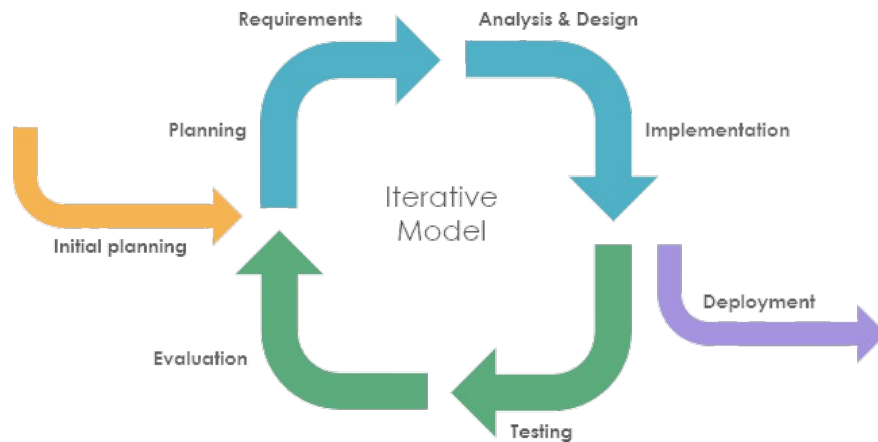 Requirements
Analysis & Design
Planning
Implementation
Iterative
Model
Initial planning
Deployment
Evaluation
Testing